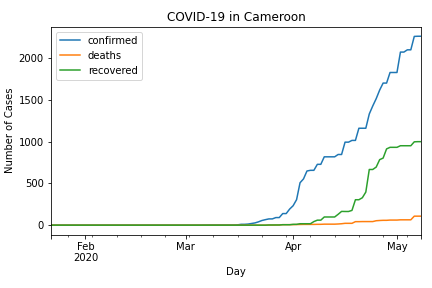 COVID-19 in Cameroon
confirmed
deaths
recovered
Number of Cases
2000
1500
1000
500
0
Feb
2020
Mar
Apr
May
Day